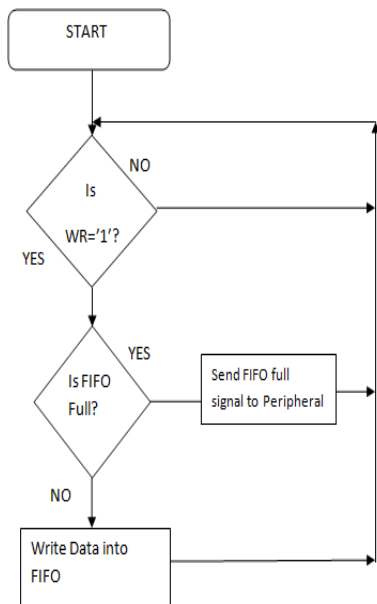 START
NO
Is
WR='1'?
YES
YES
Is FIFO
Full?
Send FIFO full
signal to Peripheral
NO
Write Data into
FIFO